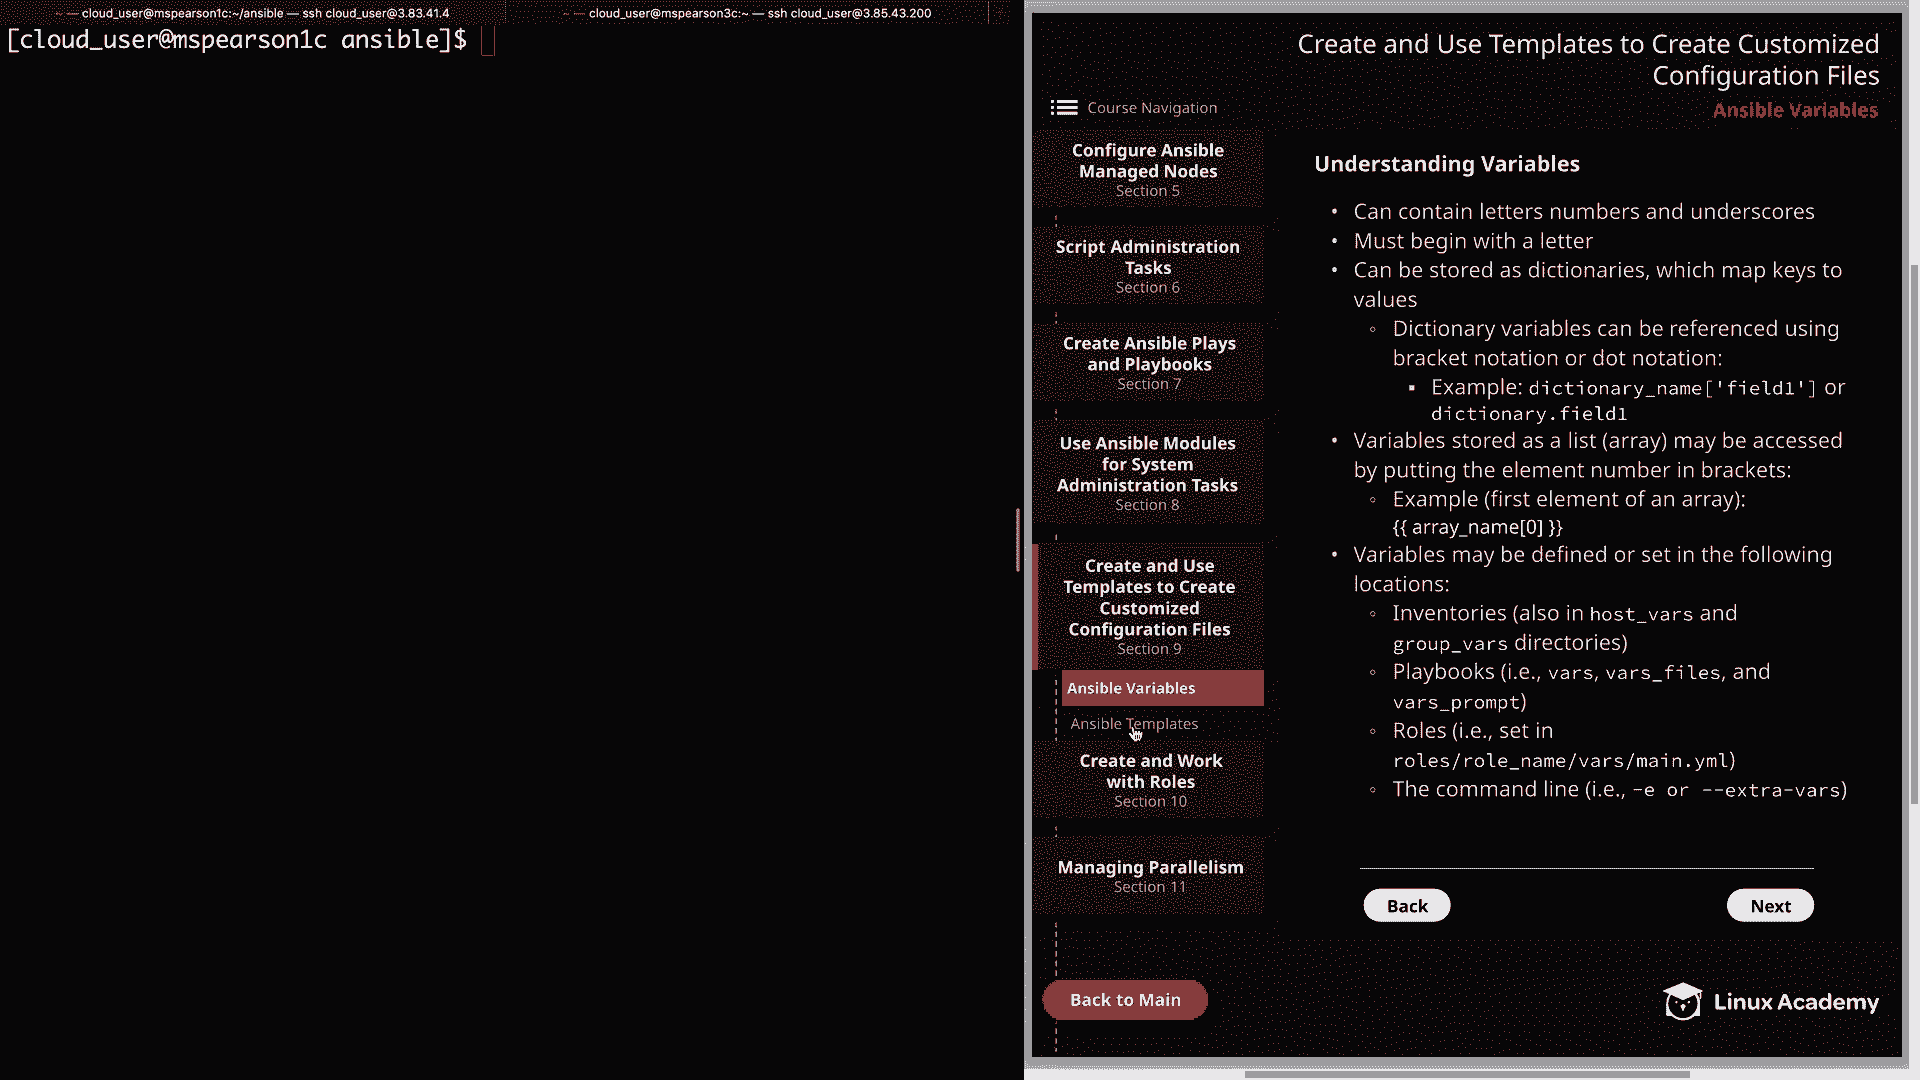 cloud_user@mspearson1c:~/ansible — ssh cloud_user@3.83.41.4
cloud_user@mspearson3c:~ — ssh cloud_user@3.85.43.200
[cloud_user@mspearson1c ansible]$
Create and Use Templates to Create Customized
Configuration Files
Ansible Variables
Course Navigation
Configure Ansible
Managed Nodes
Section 5
Script Administration
Tasks
Section 6
Create Ansible Plays
and Playbooks
Section 7
Use Ansible Modules
for System
Administration Tasks
Section 8
Create and Use
Templates to Create
Customized
Configuration Files
Section 9
Ansible Variables
Ansible Templates
Create and Work
with Roles
Section 10
Managing Parallelism
Section 11
Back to Main
Understanding Variables
• Can contain letters numbers and underscores
• Must begin with a letter
• Can be stored as dictionaries, which map keys to
values
◦ Dictionary variables can be referenced using
bracket notation or dot notation:
▪ Example: dictionary_name['field1'] or
dictionary.field1
• Variables stored as a list (array) may be accessed
by putting the element number in brackets:
◦ Example (first element of an array):
{{ array_name[0] }}
• Variables may be defined or set in the following
locations:
◦ Inventories (also in host_vars and
group_vars directories)
◦ Playbooks (i.e., vars, vars_files, and
vars_prompt)
◦ Roles (i.e., set in
roles/role_name/vars/main.yml)
◦ The command line (i.e., -e or --extra-vars)
Back
Next
Linux Academy